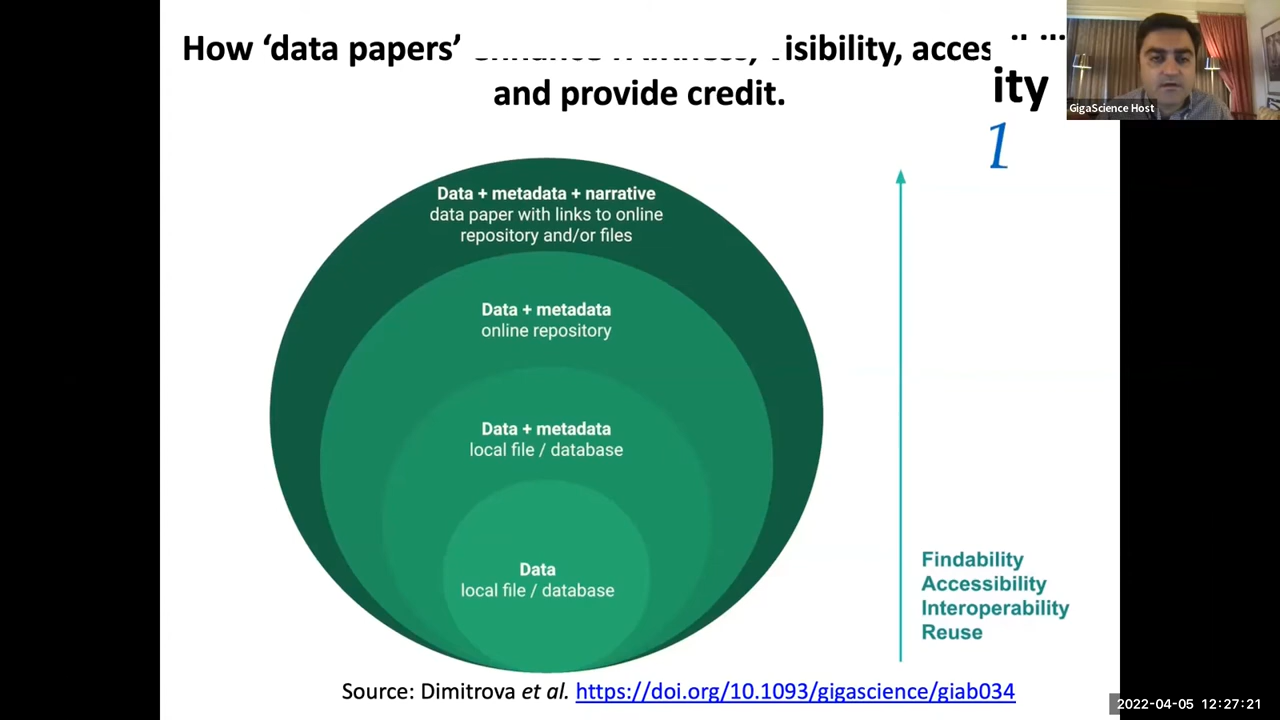 How ‘data papers’ isibility, acces
and provide credit.
ity
1
GigaScience Host
Data + metadata + narrative
data paper with links to online
repository and/or files
Data + metadata
online repository
Data + metadata
local file / database
Data
local file / database
Findability
Accessibility
Interoperability
Reuse
Source: Dimitrova et al. https://doi.org/10.1093/gigascience/giab034
2022-04-05 12:27:21